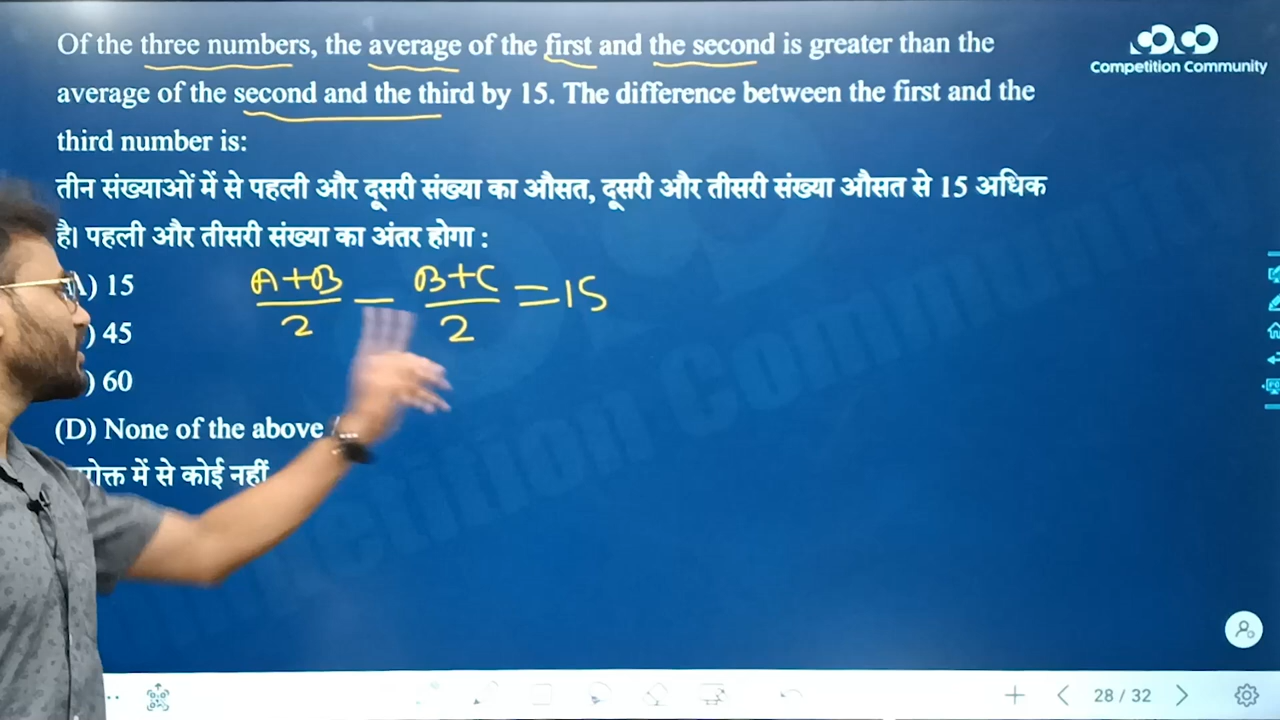 Of the three numbers, the average of the first and the second is greater than the
average of the second and the third by 15. The difference between the first and the
third number is:
तीन संख्याओं में से पहली और दूसरी संख्या का औसत, दूसरी और तीसरी संख्या औसत से 15 अधिक
है। पहली और तीसरी संख्या का अंतर होगा :
A) 15
) 45
) 60
(D) None of the above
में से कोई नहीं
A+B/2 - B+C/2 = 15
Competition Community
28 / 32